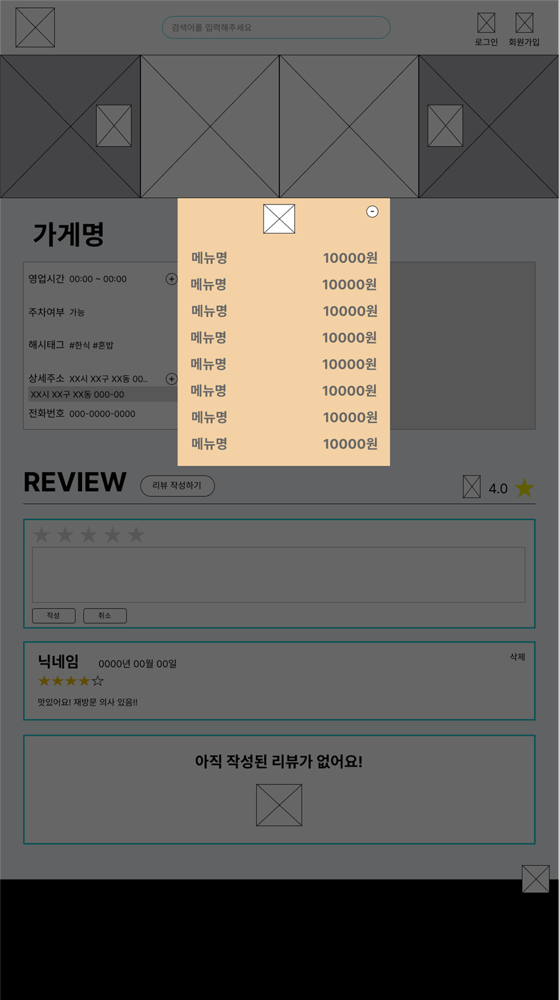 검색어를 입력해주세요
로그인 회원가입
가게명
메뉴명 10000원
메뉴명 10000원
메뉴명 10000원
메뉴명 10000원
메뉴명 10000원
메뉴명 10000원
메뉴명 10000원
메뉴명 10000원
영업시간 00:00 ~ 00:00
주차여부 가능
해시태그 #한식 #혼밥
상세주소 XX시 XX구 XX동 00..
XX시 XX구 XX동 000-00
전화번호 000-0000-0000
REVIEW 리뷰 작성하기 4.0
작성 취소
닉네임 0000년 00월 00일 삭제
맛있어요! 재방문 의사 있음!!
아직 작성된 리뷰가 없어요!